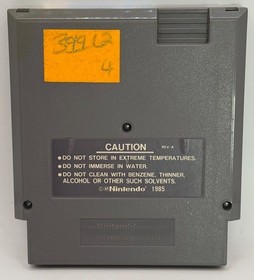 399 L2
4
CAUTION
REV-A
●DO NOT STORE IN EXTREME TEMPERATURES.
●DO NOT IMMERSE IN WATER.
●DO NOT CLEAN WITH BENZENE, THINNER,
ALCOHOL OR OTHER SUCH SOLVENTS.
©Nintendo® 1985
Nintendo